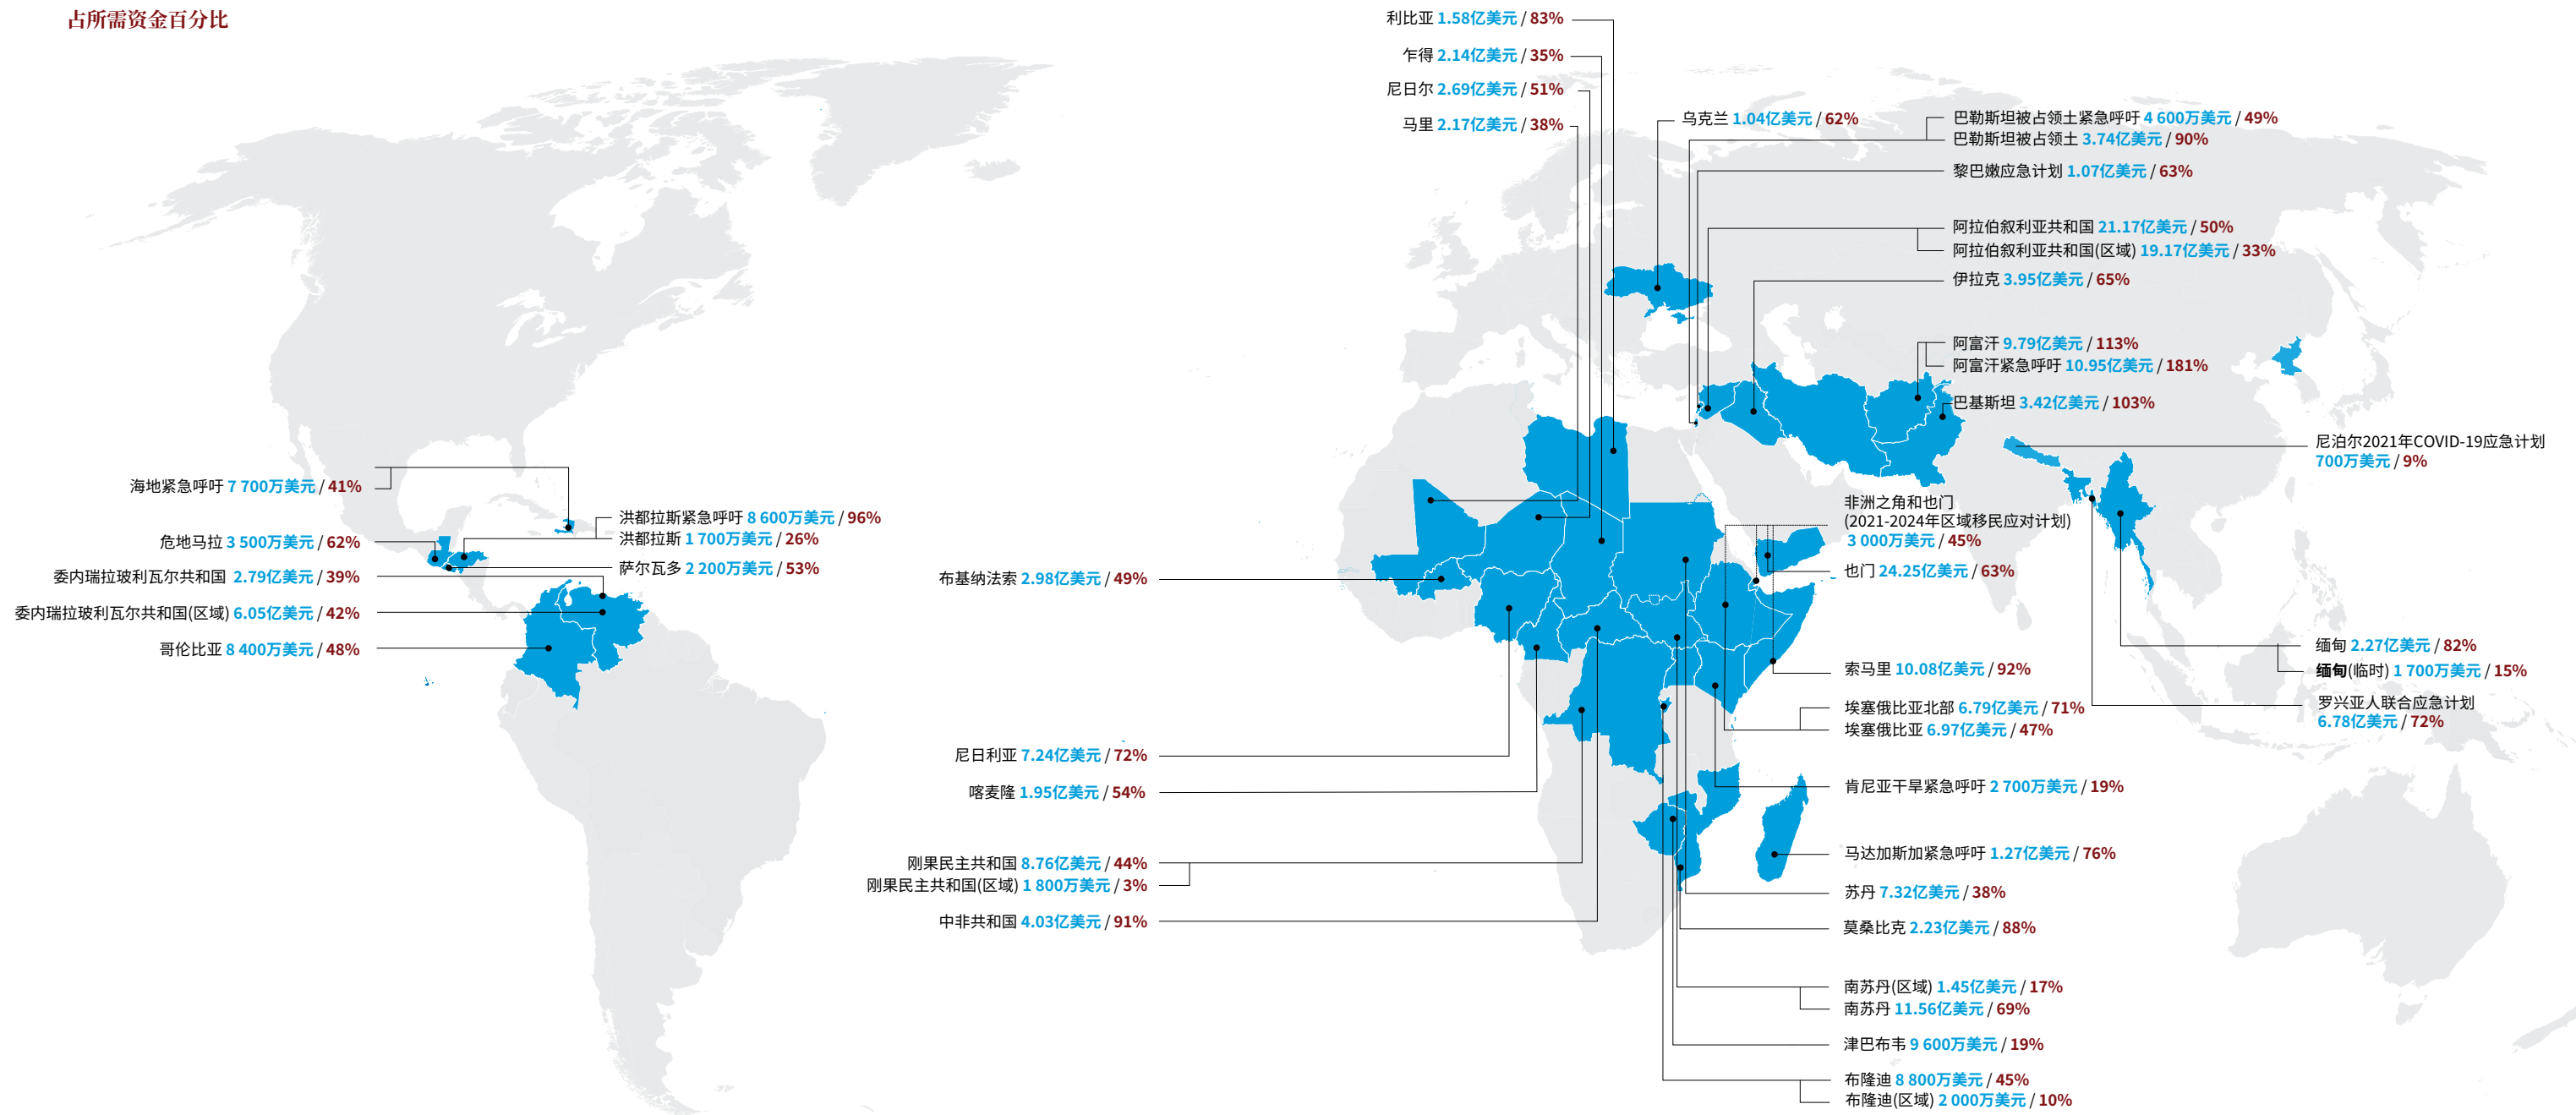 占所需资金百分比
利比亚 1.58亿美元 / 83%
乍得 2.14亿美元 / 35%
尼日尔 2.69亿美元 / 51%
马里 2.17亿美元 / 38%
乌克兰 1.04亿美元 / 62%
巴勒斯坦被占领土紧急呼吁 4 600万美元 / 49%
巴勒斯坦被占领土 3.74亿美元 / 90%
黎巴嫩应急计划 1.07亿美元 / 63%
阿拉伯叙利亚共和国 21.17亿美元 / 50%
阿拉伯叙利亚共和国(区域) 19.17亿美元 / 33%
伊拉克 3.95亿美元 / 65%
阿富汗 9.79亿美元 / 113%
阿富汗紧急呼吁 10.95亿美元 / 181%
巴基斯坦 3.42亿美元 / 103%
尼泊尔2021年COVID-19应急计划
700万美元 / 9%
海地紧急呼吁 7 700万美元 / 41%
洪都拉斯紧急呼吁 8 600万美元 / 96%
洪都拉斯 1 700万美元 / 26%
危地马拉 3 500万美元 / 62%
萨尔瓦多 2 200万美元 / 53%
委内瑞拉玻利瓦尔共和国 2.79亿美元 / 39%
委内瑞拉玻利瓦尔共和国(区域) 6.05亿美元 / 42%
哥伦比亚 8 400万美元 / 48%
布基纳法索 2.98亿美元 / 49%
非洲之角和也门
(2021-2024年区域移民应对计划)
3 000万美元 / 45%
也门 24.25亿美元 / 63%
缅甸 2.27亿美元 / 82%
缅甸(临时) 1 700万美元 / 15%
罗兴亚人联合应急计划
6.78亿美元 / 72%
索马里 10.08亿美元 / 92%
埃塞俄比亚北部 6.79亿美元 / 71%
埃塞俄比亚 6.97亿美元 / 47%
尼日利亚 7.24亿美元 / 72%
喀麦隆 1.95亿美元 / 54%
肯尼亚干旱紧急呼吁 2 700万美元 / 19%
马达加斯加紧急呼吁 1.27亿美元 / 76%
刚果民主共和国 8.76亿美元 / 44%
刚果民主共和国(区域) 1 800万美元 / 3%
苏丹 7.32亿美元 / 38%
中非共和国 4.03亿美元 / 91%
莫桑比克 2.23亿美元 / 88%
南苏丹(区域) 1.45亿美元 / 17%
南苏丹 11.56亿美元 / 69%
津巴布韦 9 600万美元 / 19%
布隆迪 8 800万美元 / 45%
布隆迪(区域) 2 000万美元 / 10%